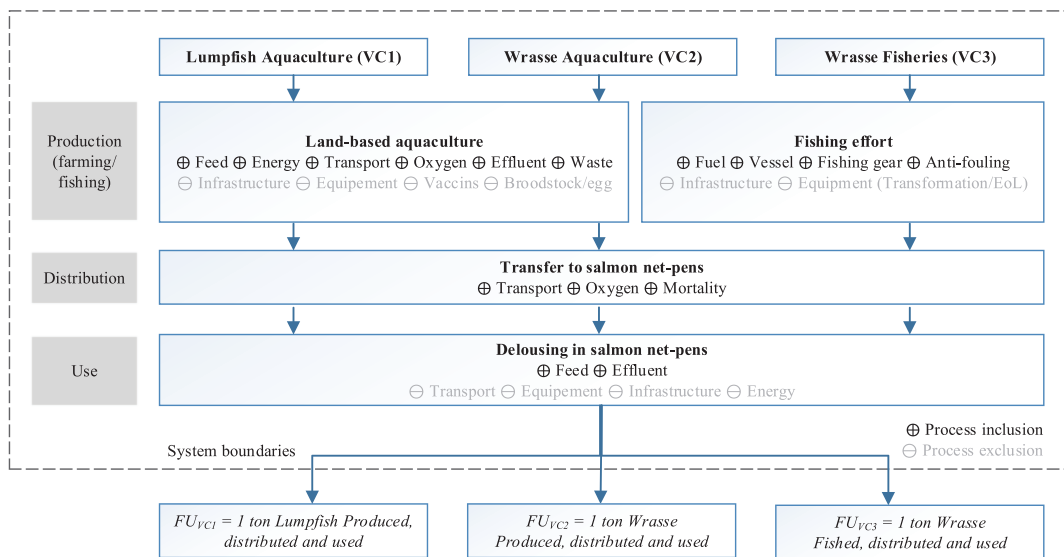 Lumpfish Aquaculture (VC1)
Wrasse Aquaculture (VC2)
Wrasse Fisheries (VC3)
Production
(farming/
fishing)
Land-based aquaculture
⊕ Feed ⊕ Energy ⊕ Transport ⊕ Oxygen ⊕ Effluent ⊕ Waste
⊖ Infrastructure ⊖ Equipement ⊖ Vaccins ⊖ Broodstock/egg
Fishing effort
⊕ Fuel ⊕ Vessel ⊕ Fishing gear ⊕ Anti-fouling
⊖ Infrastructure ⊖ Equipment (Transformation/EoL)
Distribution
Transfer to salmon net-pens
⊕ Transport ⊕ Oxygen ⊕ Mortality
Use
Delousing in salmon net-pens
⊕ Feed ⊕ Effluent
⊖ Transport ⊖ Equipement ⊖ Infrastructure ⊖ Energy
⊕ Process inclusion
⊖ Process exclusion
System boundaries
FU_VC1 = 1 ton Lumpfish Produced,
distributed and used
FU_VC2 = 1 ton Wrasse
Produced, distributed and used
FU_VC3 = 1 ton Wrasse
Fished, distributed and used